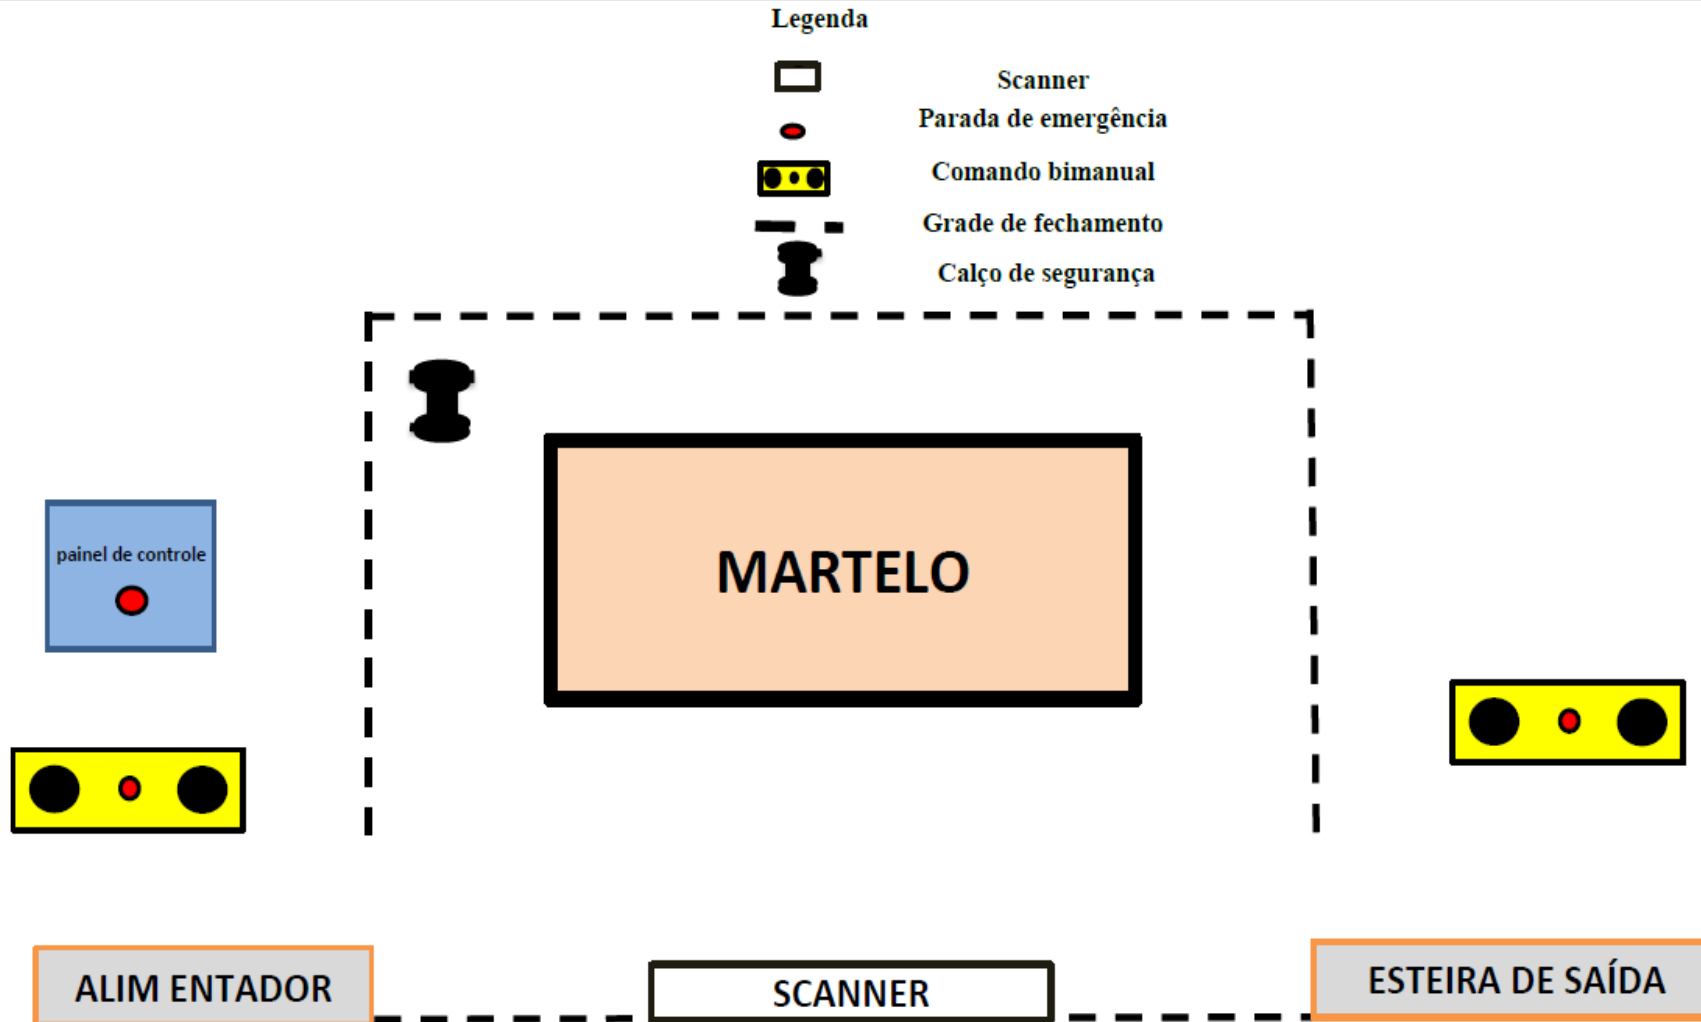 Legenda
Scanner
Parada de emergência
Comando bimanual
Grade de fechamento
Calço de segurança
painel de controle
MARTELO
ALIM ENTADOR
SCANNER
ESTEIRA DE SAÍDA